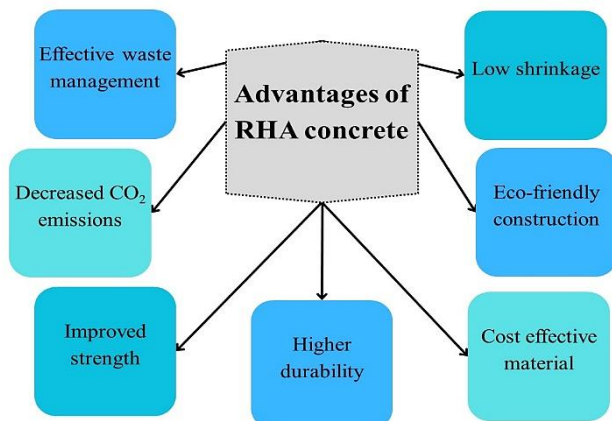 Advantages of
RHA concrete
Effective waste
management
Low shrinkage
Decreased CO₂
emissions
Eco-friendly
construction
Improved
strength
Higher
durability
Cost effective
material